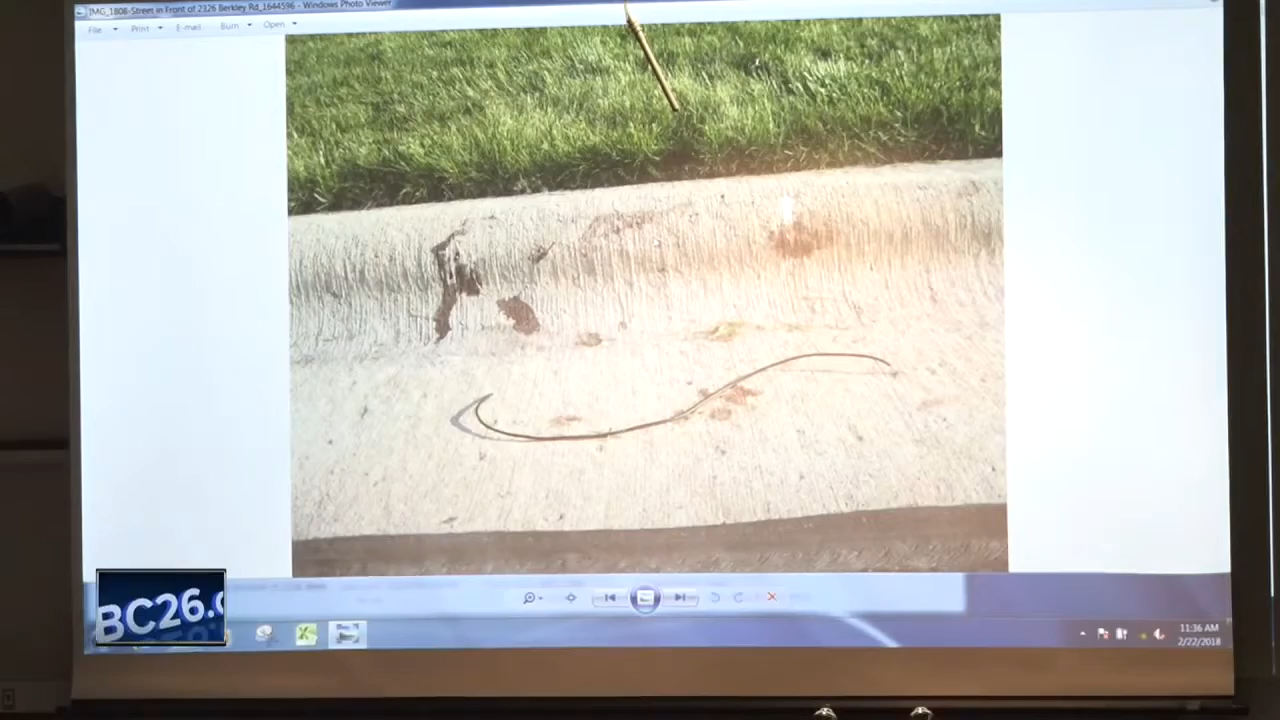 IMG_1808-Street in Front of 2326 Berkley Rd_1644596 - Windows Photo Viewer
File Print E-mail Burn Open
BC26.
11:36 AM
2/22/2018